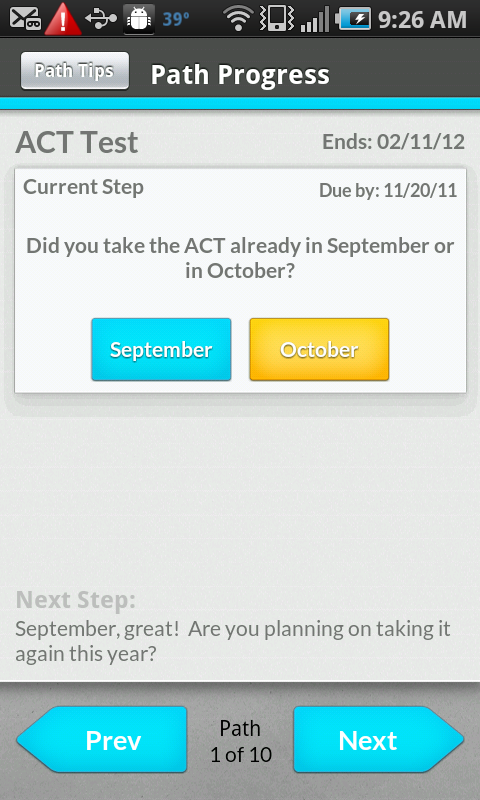 39°
9:26 AM
Path Tips
Path Progress
ACT Test
Ends: 02/11/12
Current Step
Due by: 11/20/11
Did you take the ACT already in September or
in October?
September
October
Next Step:
September, great!  Are you planning on taking it
again this year?
Prev
Path
1 of 10
Next